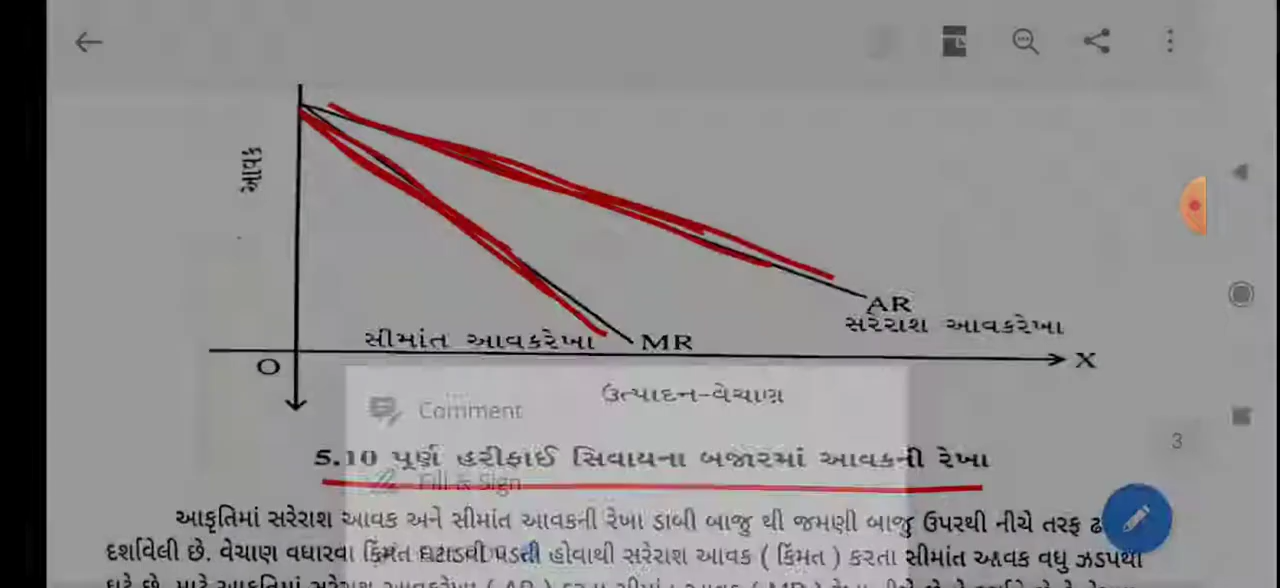 આવક
AR
સરેરાશ આવકરેખા
સીમાંત આવકરેખા
MR
O
X
ઉત્પાદન-વેચાણ
Comment
3
5.10 પૂર્ણ હરીફાઈ સિવાયના બજારમાં આવકની રેખા
Fill & Sign
આકૃતિમાં સરેરાશ આવક અને સીમાંત આવકની રેખા ડાબી બાજુ થી જમણી બાજુ ઉપરથી નીચે તરફ
દર્શાવેલી છે. વેચાણ વધારવા કિંમત ઘટાડવી પડતી હોવાથી સરેરાશ આવક ( કિંમત ) કરતા સીમાંત આવક વધુ ઝડપથી